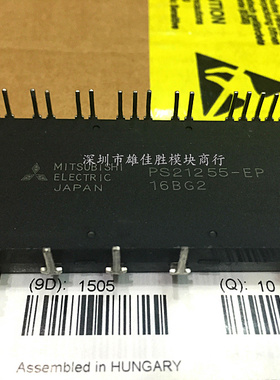 深圳市雄佳胜模块商行
MITSUBISHI
ELECTRIC
JAPAN
PS21255-EP
16BG2
(9D): 1505
(Q): 10
Assembled in HUNGARY